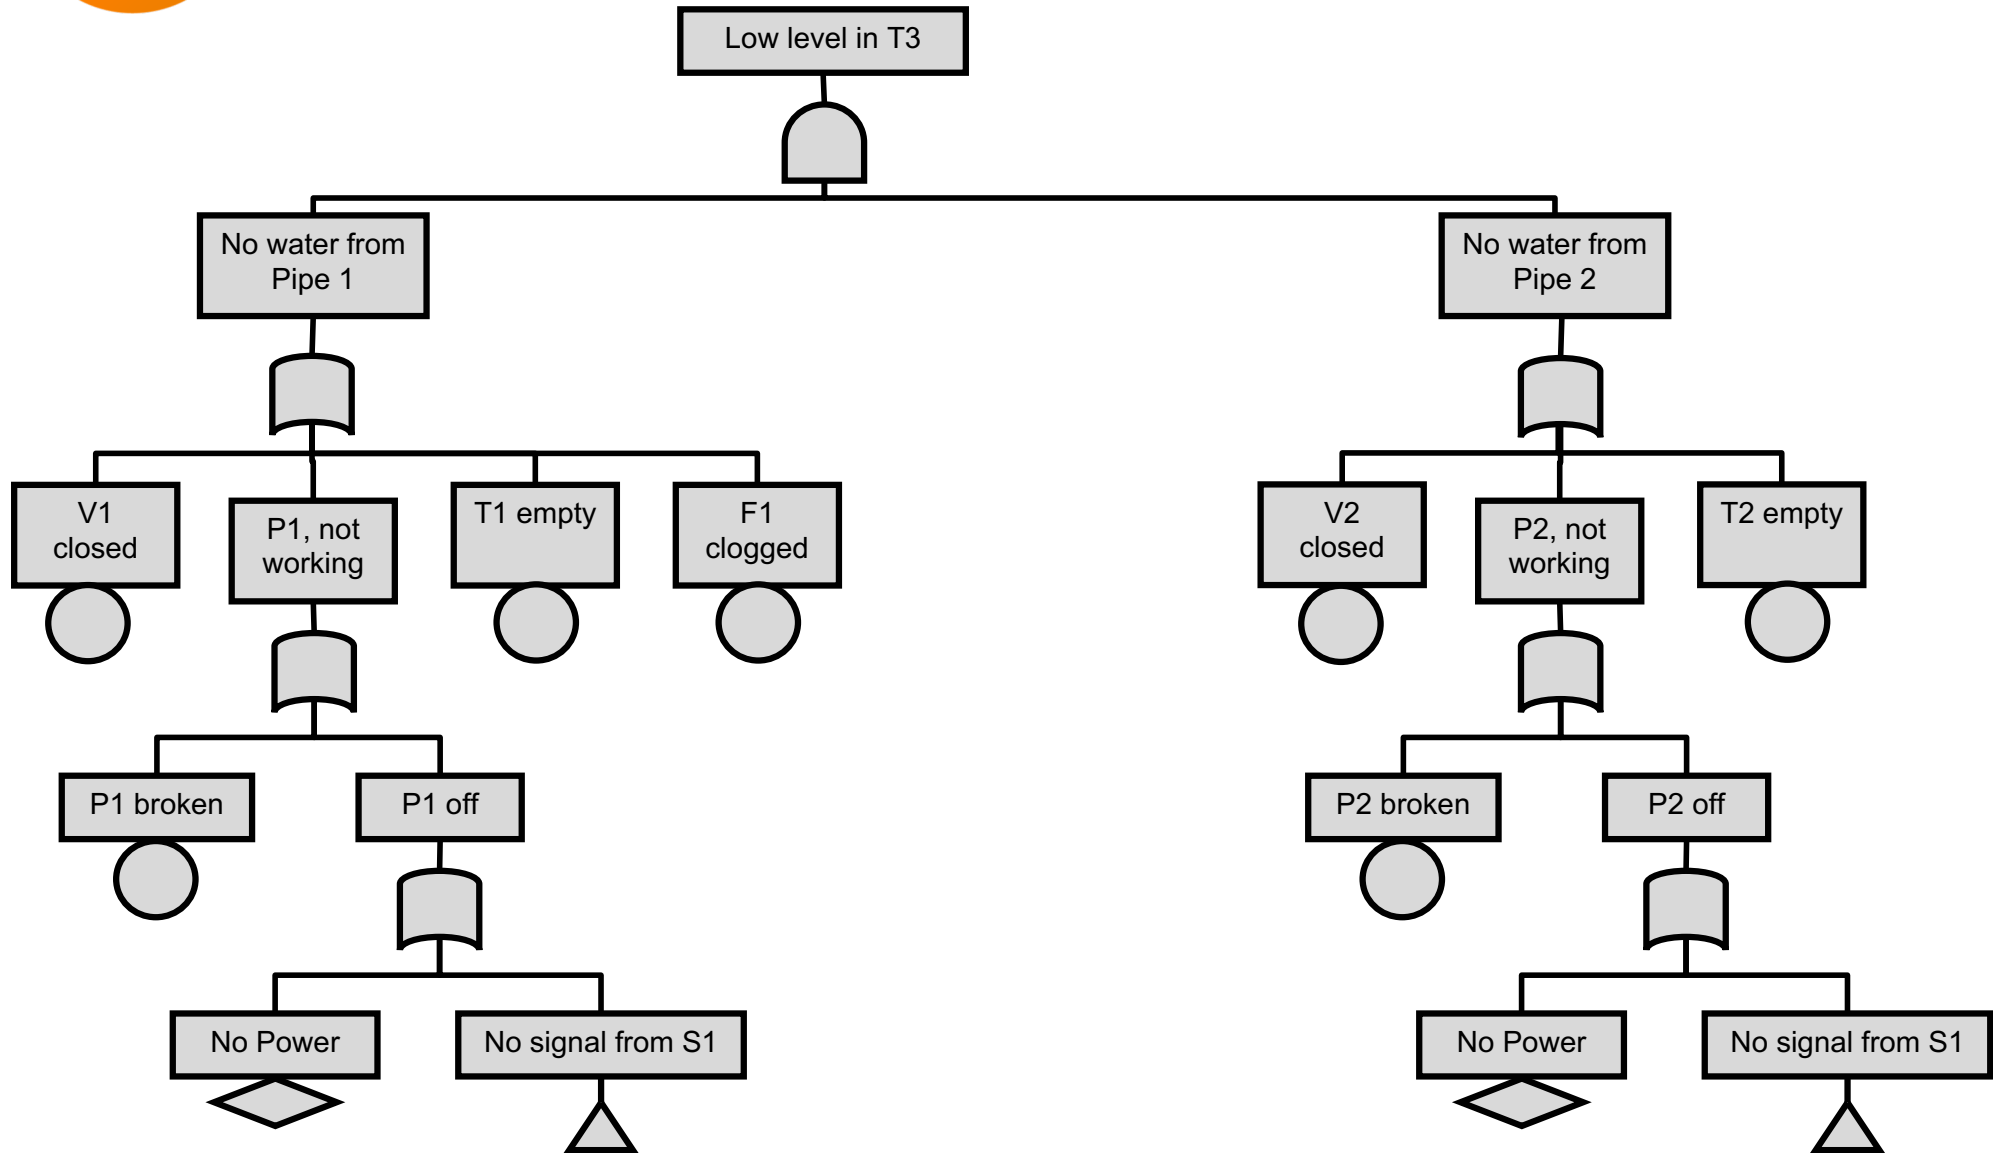 Low level in T3
No water from
Pipe 1
No water from
Pipe 2
V1
closed
P1, not
working
T1 empty
F1
clogged
V2
closed
P2, not
working
T2 empty
P1 broken
P1 off
P2 broken
P2 off
No Power
No signal from S1
No Power
No signal from S1